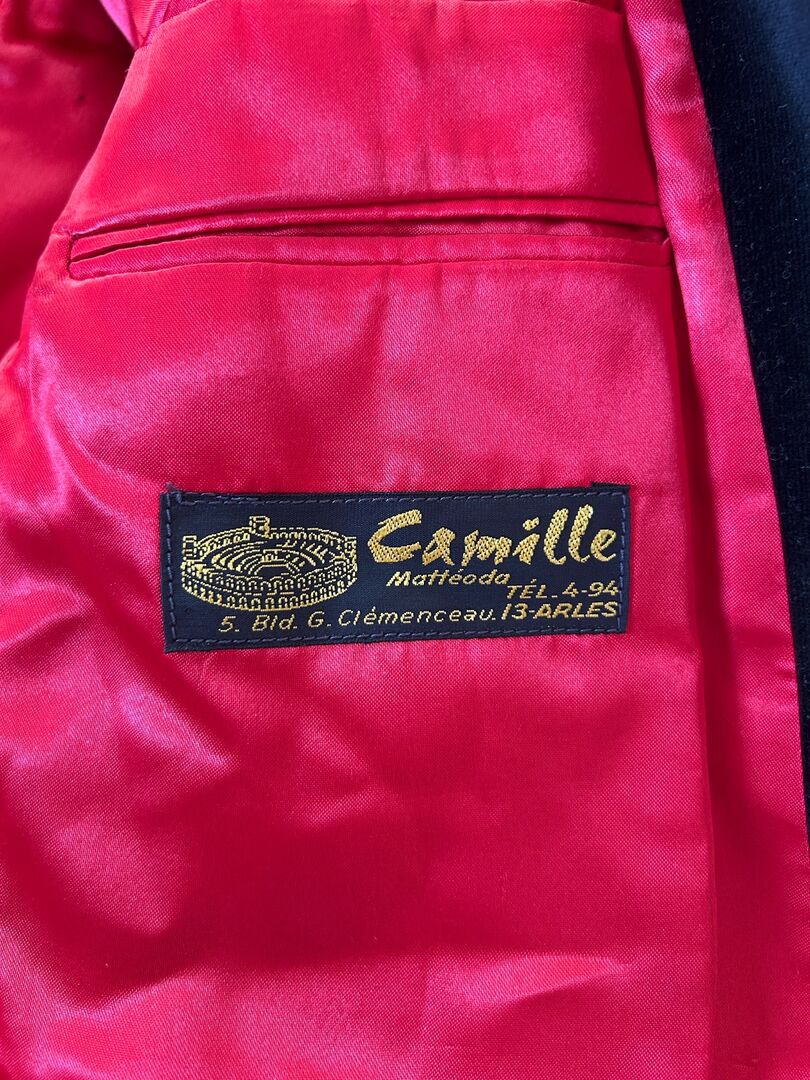 Camille
Mattéoda
TÉL. 4-94
5. Bld. G. Clémenceau. 13-ARLES